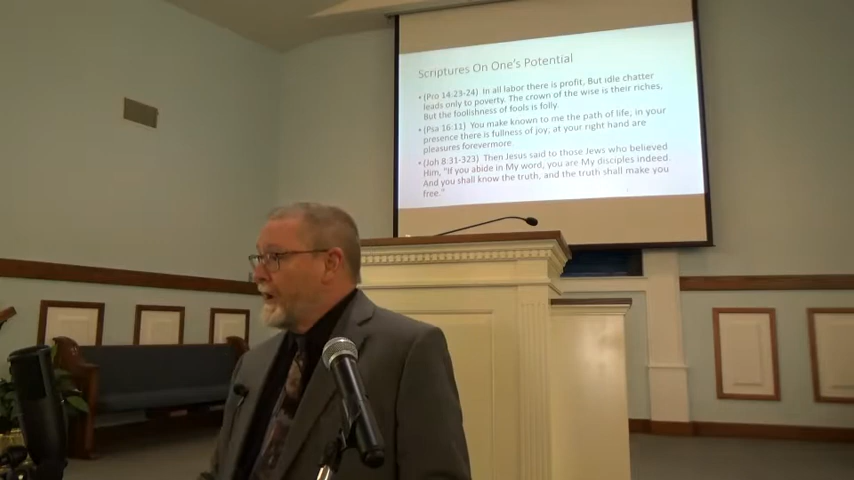 Scriptures On One's Potential
• (Pro 14:23-24) In all labor there is profit, But idle chatter
leads only to poverty. The crown of the wise is their riches,
But the foolishness of fools is folly.
• (Psa 16:11) You make known to me the path of life, in your
presence there is fullness of joy, at your right hand are
pleasures forevermore.
• (Joh 8:31-323) Then Jesus said to those Jews who believed
Him, "If you abide in My word, you are My disciples indeed.
And you shall know the truth, and the truth shall make you
free."